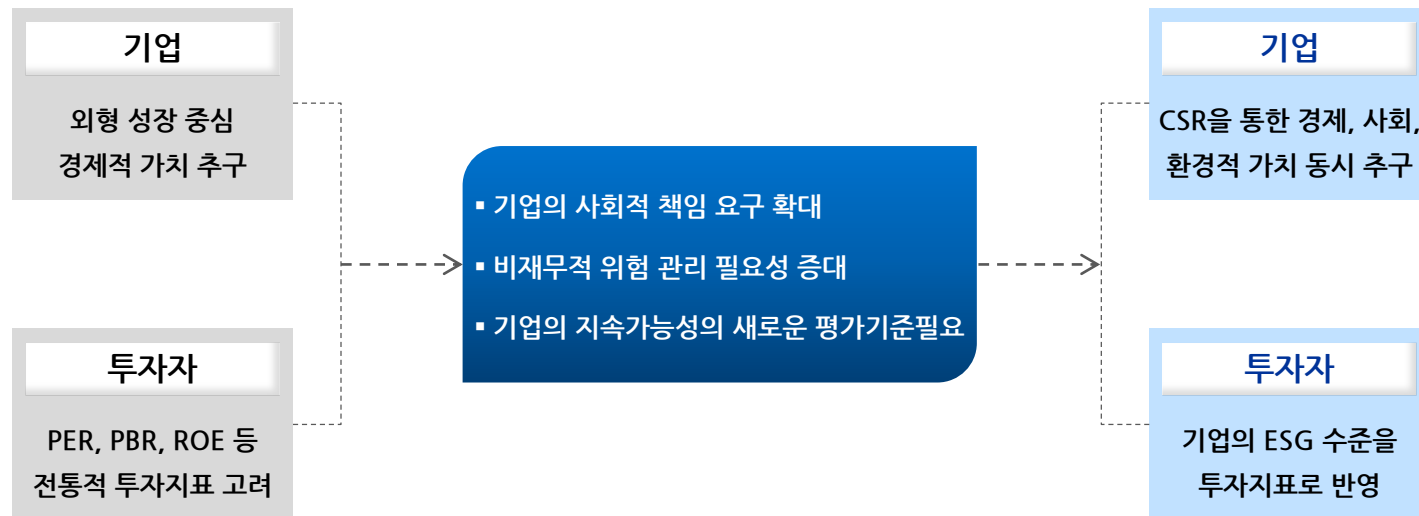 기업
외형 성장 중심
경제적 가치 추구
투자자
PER, PBR, ROE 등
전통적 투자지표 고려
▪ 기업의 사회적 책임 요구 확대
▪ 비재무적 위험 관리 필요성 증대
▪ 기업의 지속가능성의 새로운 평가기준필요
기업
CSR을 통한 경제, 사회,
환경적 가치 동시 추구
투자자
기업의 ESG 수준을
투자지표로 반영